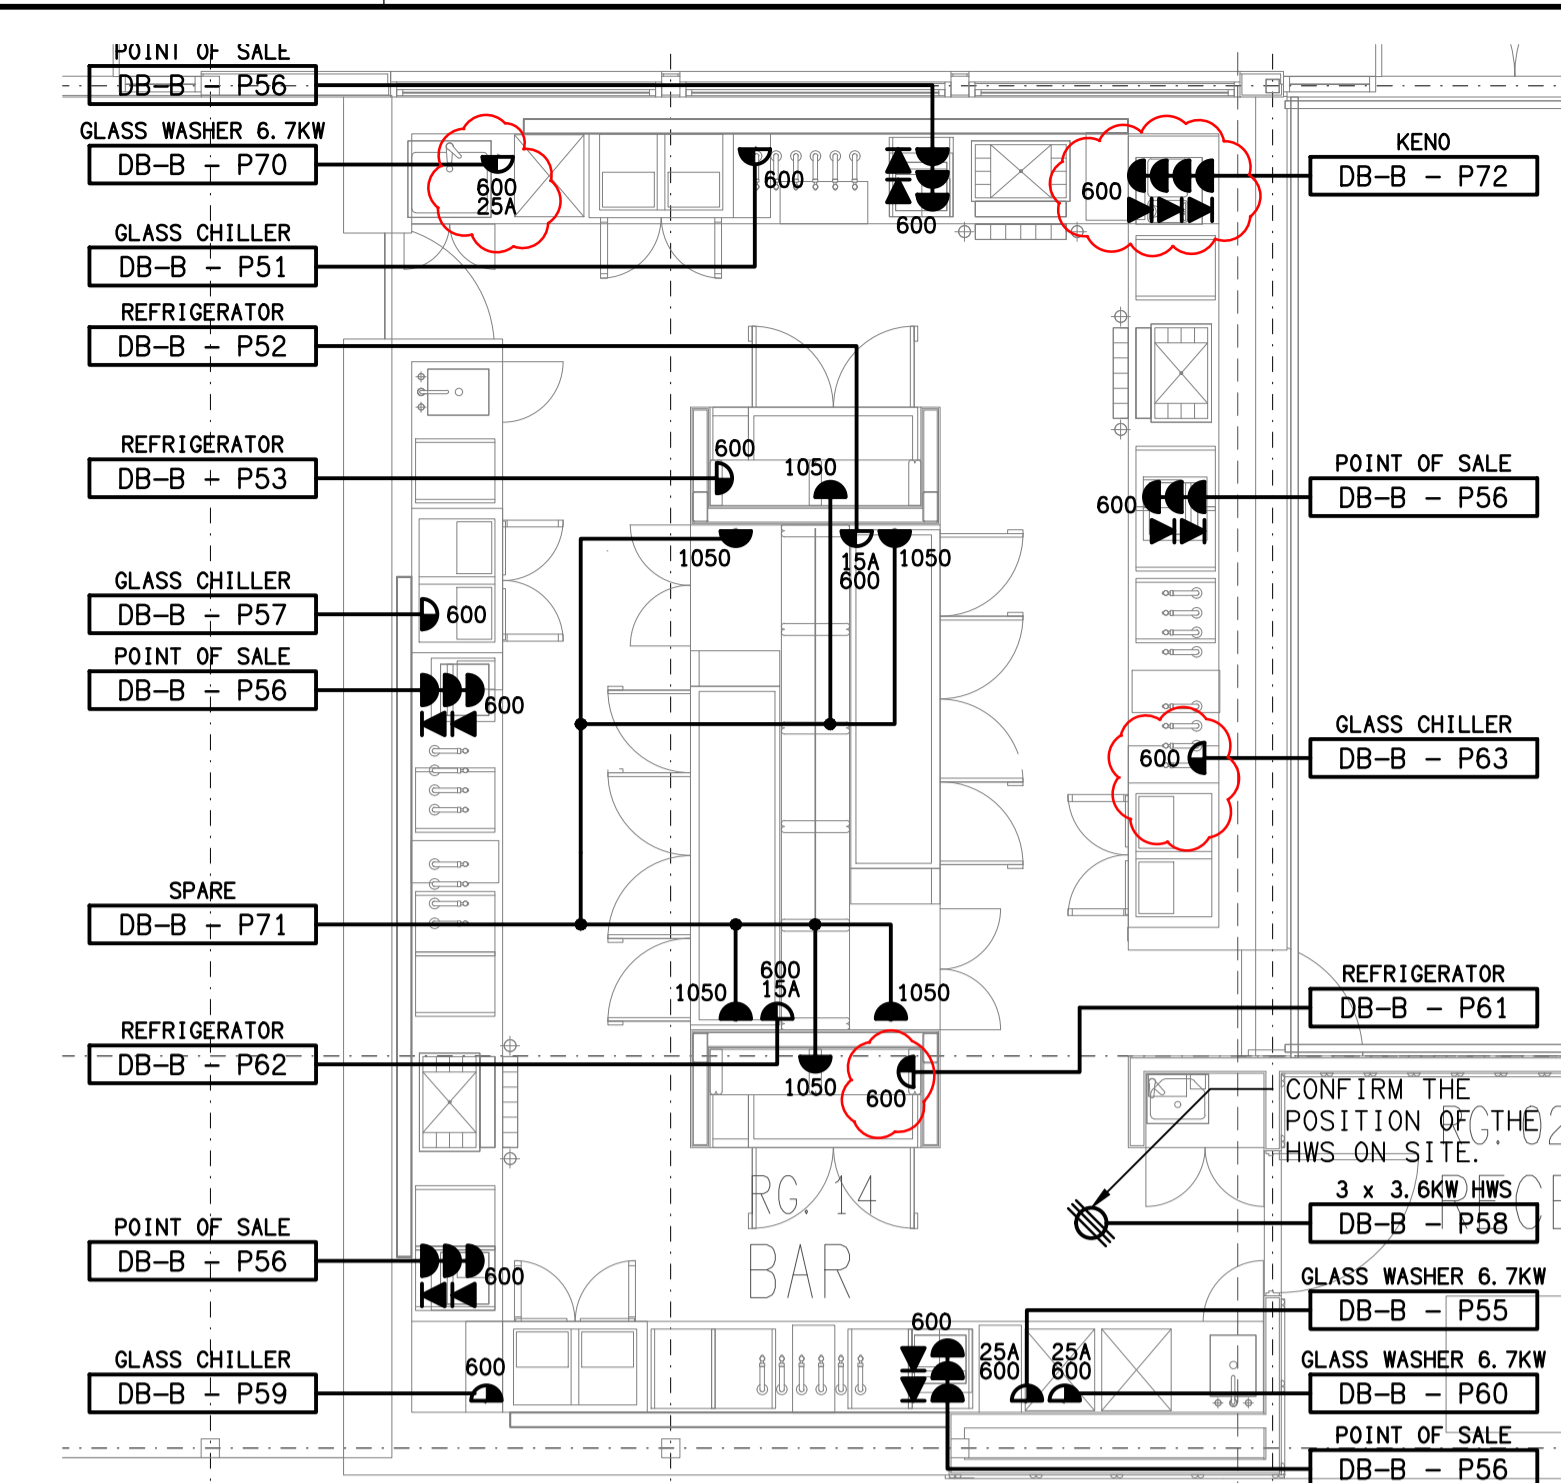 POINT OF SALE
DB-B - P56
GLASS WASHER 6.7KW
DB-B - P70
GLASS CHILLER
DB-B - P51
REFRIGERATOR
DB-B - P52
REFRIGERATOR
DB-B - P53
GLASS CHILLER
DB-B - P57
POINT OF SALE
DB-B - P56
SPARE
DB-B - P71
REFRIGERATOR
DB-B - P62
POINT OF SALE
DB-B - P56
GLASS CHILLER
DB-B - P59
600
25A
600
600
600
600
1050
1050
15A
600
1050
600
600
600
600
1050
600
15A
1050
1050
600
600
600
600
25A
600
25A
600
RG. 14
BAR
KENO
DB-B - P72
POINT OF SALE
DB-B - P56
GLASS CHILLER
DB-B - P63
REFRIGERATOR
DB-B - P61
CONFIRM THE
POSITION OF THE
HWS ON SITE.
RG. 02
RECE
3 x 3.6KW HWS
DB-B - P58
GLASS WASHER 6.7KW
DB-B - P55
GLASS WASHER 6.7KW
DB-B - P60
POINT OF SALE
DB-B - P56